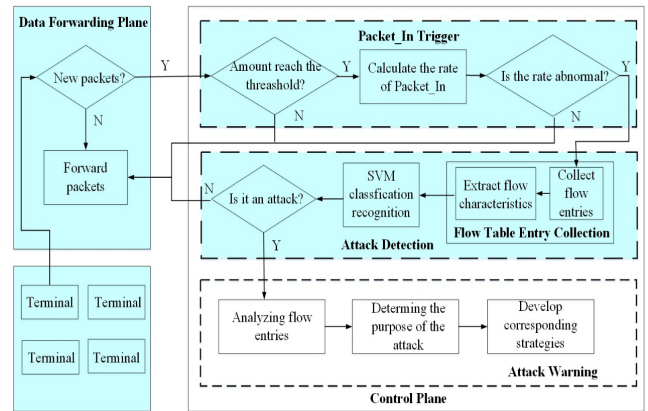 Data Forwarding Plane
New packets?
Y
N
Forward
packets
Terminal
Terminal
Terminal
Terminal
Packet_In Trigger
Amount reach the
threashold?
Y
N
Calculate the rate
of Packet_In
Is the rate abnormal?
Y
N
Is it an attack?
N
Y
SVM
classfication
recognition
Extract flow
characteristics
Collect
flow
entries
Flow Table Entry Collection
Attack Detection
Analyzing flow
entries
Determing the
purpose of the
attack
Develop
corresponding
strategies
Attack Warning
Control Plane